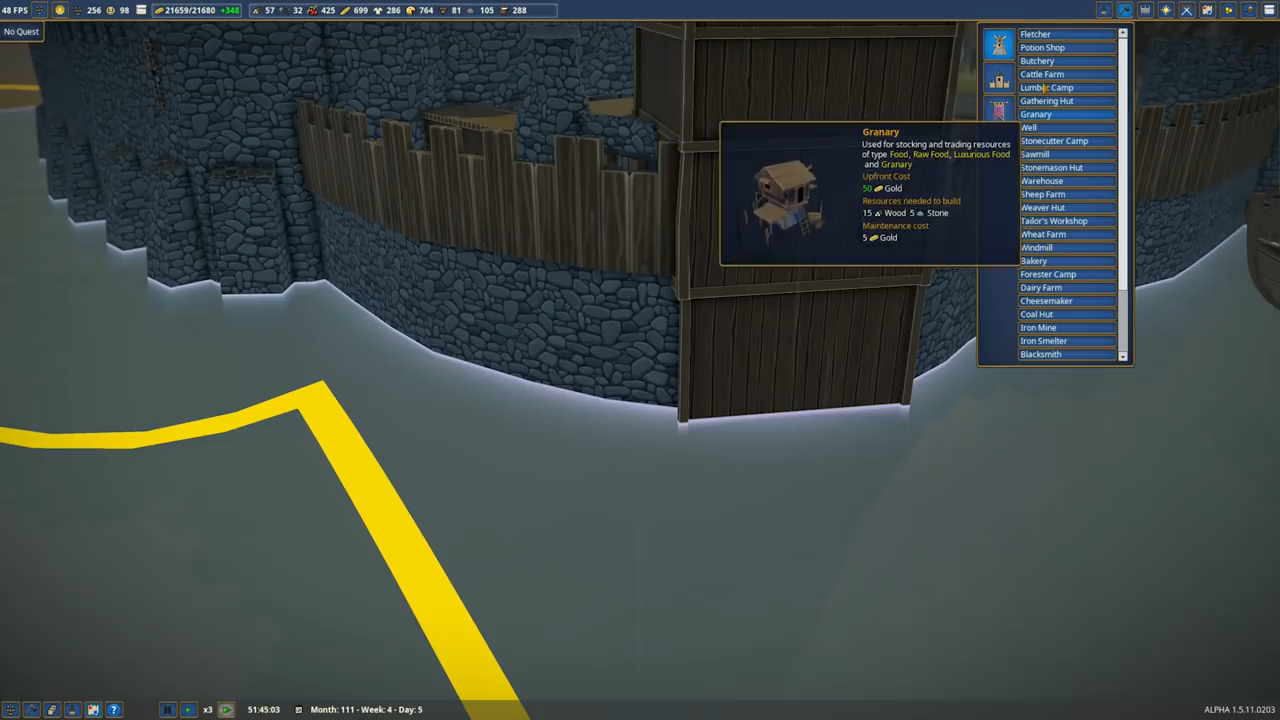 48 FPS 256 98 21659/21680 +348 57 32 425 699 286 764 81 105 288
No Quest
Fletcher
Potion Shop
Butchery
Cattle Farm
Lumber Camp
Gathering Hut
Granary
Well
Stonecutter Camp
Sawmill
Stonemason Hut
Warehouse
Sheep Farm
Weaver Hut
Tailor's Workshop
Wheat Farm
Windmill
Bakery
Forester Camp
Dairy Farm
Cheesemaker
Coal Hut
Iron Mine
Iron Smelter
Blacksmith
Granary
Used for stocking and trading resources
of type Food, Raw Food, Luxurious Food
and Granary
Upfront Cost
50 Gold
Resources needed to build
15 Wood 5 Stone
Maintenance cost
5 Gold
? x3 51:45:03 Month: 111 - Week: 4 - Day: 5 ALPHA 1.5.11.0203